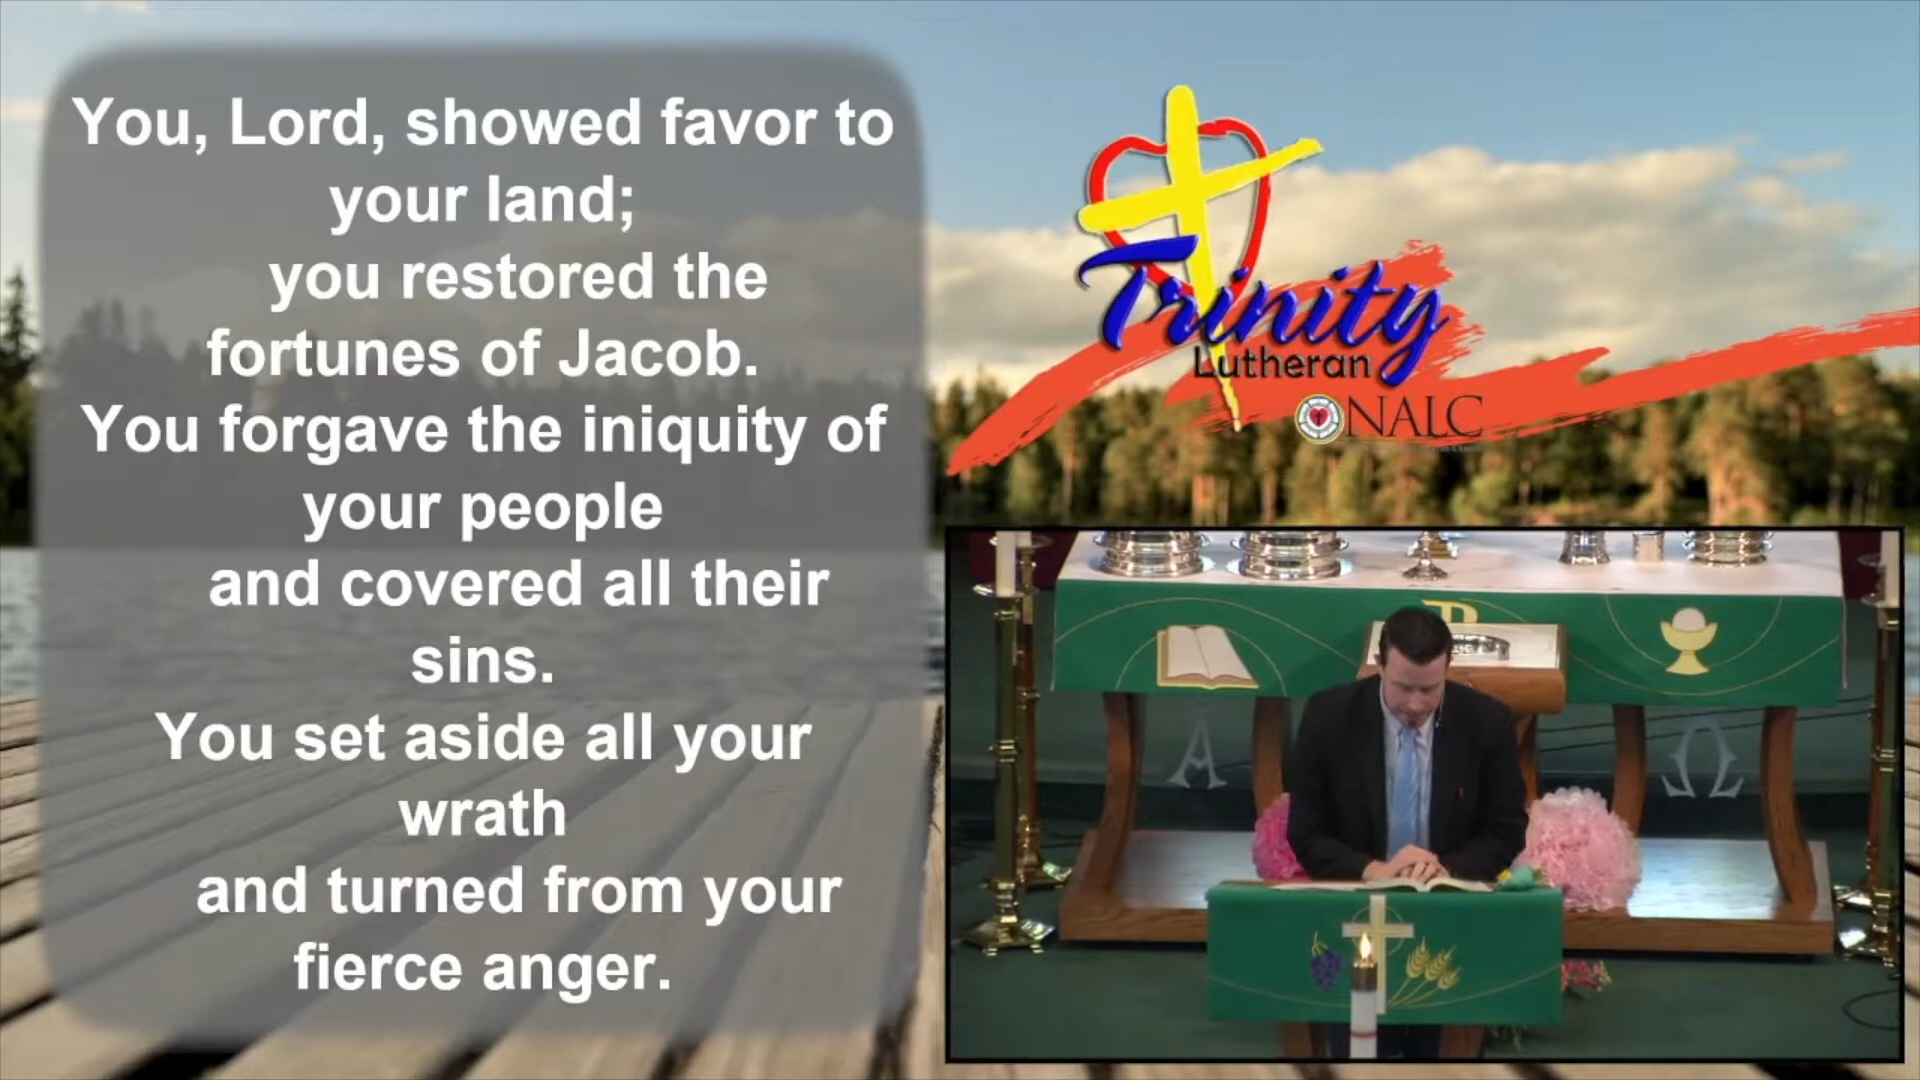 You, Lord, showed favor to
your land;
you restored the
fortunes of Jacob.
You forgave the iniquity of
your people
and covered all their
sins.
You set aside all your
wrath
and turned from your
fierce anger.
Trinity
Lutheran
NALC
Α
Ω